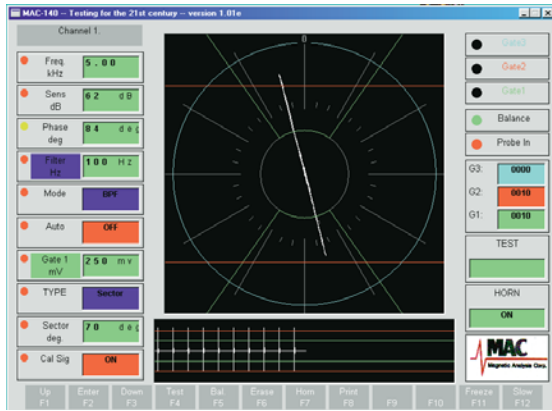 MAC-140 -- Testing for the 21st century -- version 1.01e
Channel 1.
Freq. kHz 5.00
Sens dB 62 dB
Phase deg 84 deg
Filter Hz 100 Hz
Mode BPF
Auto OFF
Gate 1 mV 250 mv
TYPE Sector
Sector deg. 70 deg
Cal Sig ON
0
Gate3
Gate2
Gate1
Balance
Probe In
G3: 0000
G2: 0010
G1: 0010
TEST
HORN
ON
MAC
Magnetic Analysis Corp.
Up Enter Down Test Bal. Erase Horn Print Freeze Slow
F1 F2 F3 F4 F5 F6 F7 F8 F9 F10 F11 F12